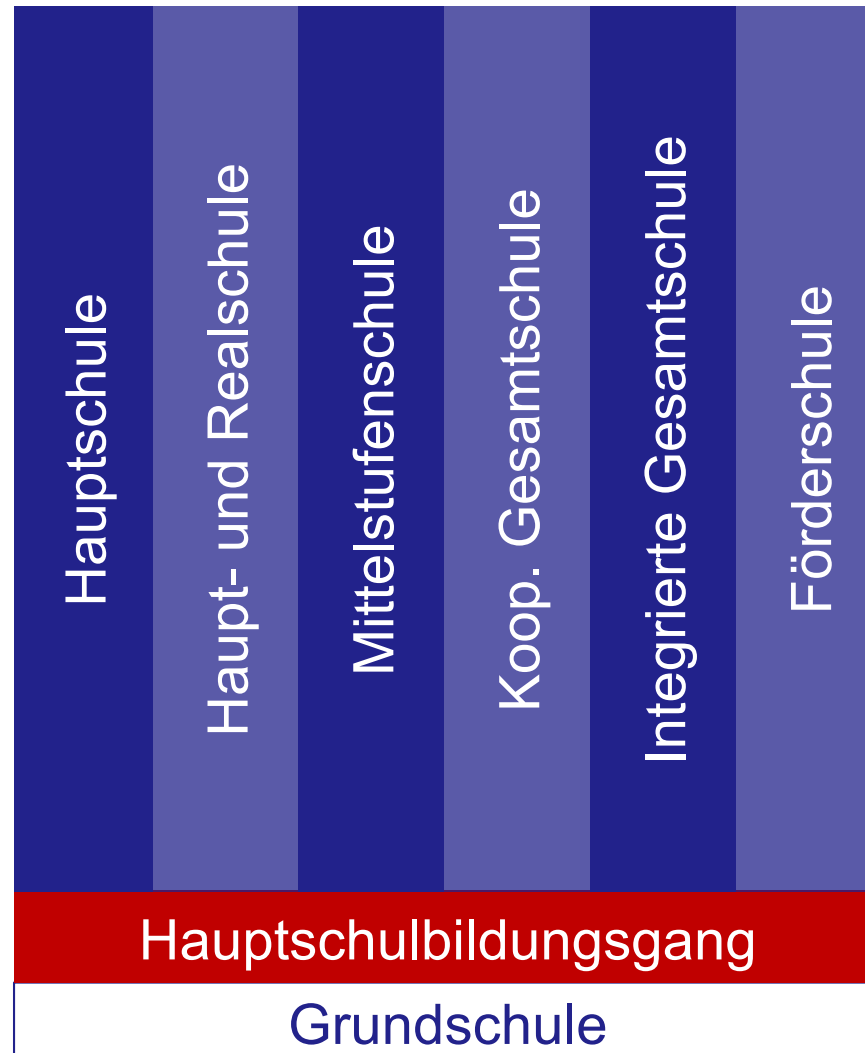 Hauptschule
Haupt- und Realschule
Mittelstufenschule
Koop. Gesamtschule
Integrierte Gesamtschule
Förderschule
Hauptschulbildungsgang
Grundschule